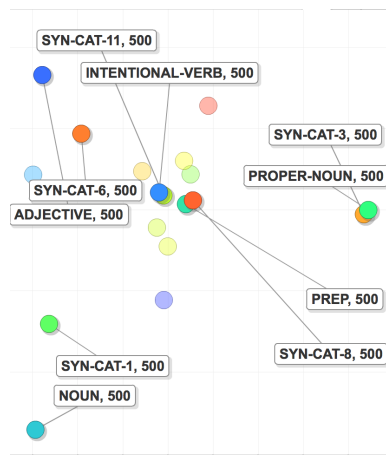 SYN-CAT-11, 500
INTENTIONAL-VERB, 500
SYN-CAT-3, 500
PROPER-NOUN, 500
SYN-CAT-6, 500
ADJECTIVE, 500
PREP, 500
SYN-CAT-8, 500
SYN-CAT-1, 500
NOUN, 500